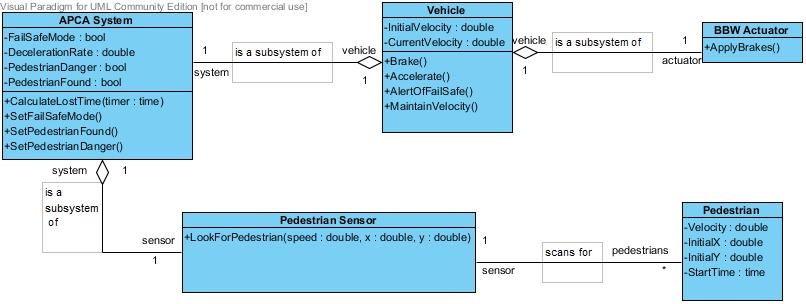 Visual Paradigm for UML Community Edition [not for commercial use]
APCA System
-FailSafeMode : bool
-DecelerationRate : double
-PedestrianDanger : bool
-PedestrianFound : bool
+CalculateLostTime(timer : time)
+SetFailSafeMode()
+SetPedestrianFound()
+SetPedestrianDanger()
1
system
is a subsystem of
vehicle
1
Vehicle
-InitialVelocity : double
-CurrentVelocity : double
+Brake()
+Accelerate()
+AlertOfFailSafe()
+MaintainVelocity()
vehicle
1
is a subsystem of
1
actuator
BBW Actuator
+ApplyBrakes()
system
1
is a
subsystem
of
sensor
1
Pedestrian Sensor
+LookForPedestrian(speed : double, x : double, y : double)
1
sensor
scans for
pedestrians
*
Pedestrian
-Velocity : double
-InitialX : double
-InitialY : double
-StartTime : time